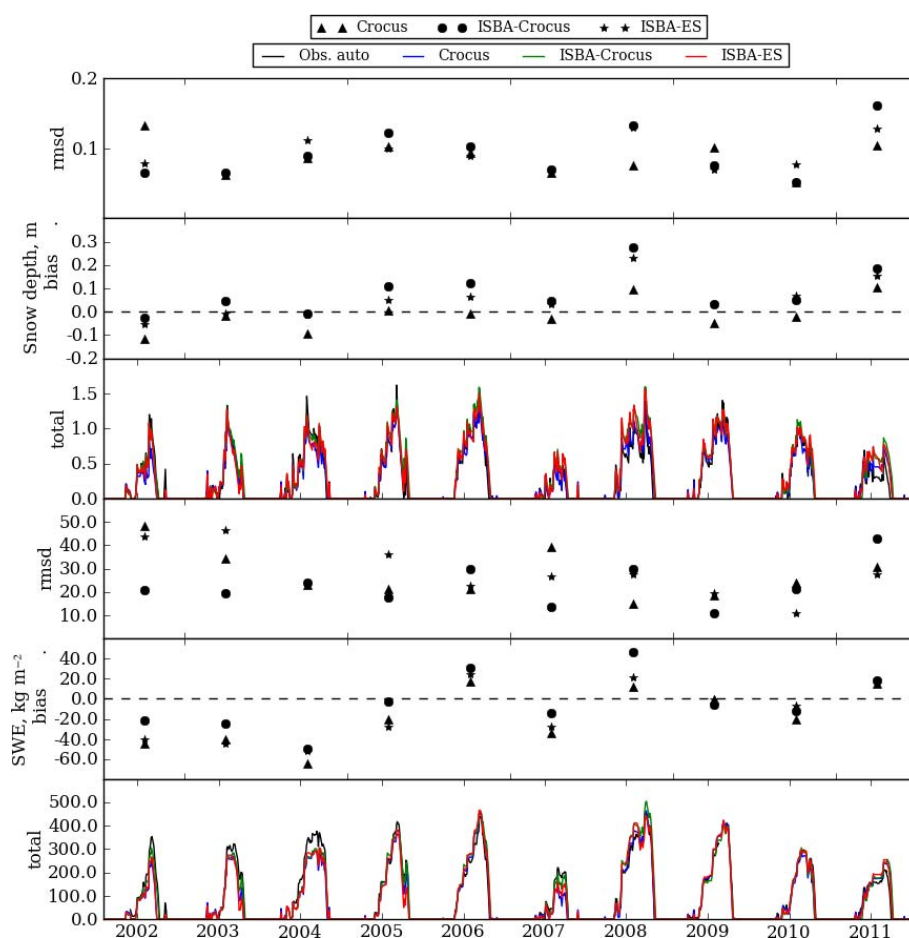 Crocus ISBA-Crocus ISBA-ES
Obs. auto Crocus ISBA-Crocus ISBA-ES
0.2
0.1
rmsd
0.3
0.2
0.1
0.0
-0.1
-0.2
Snow depth, m
bias .
1.5
1.0
0.5
0.0
total
50.0
40.0
30.0
20.0
10.0
rmsd
40.0
20.0
0.0
-20.0
-40.0
-60.0
SWE, kg m⁻²
bias .
500.0
400.0
300.0
200.0
100.0
0.0
total
2002 2003 2004 2005 2006 2007 2008 2009 2010 2011